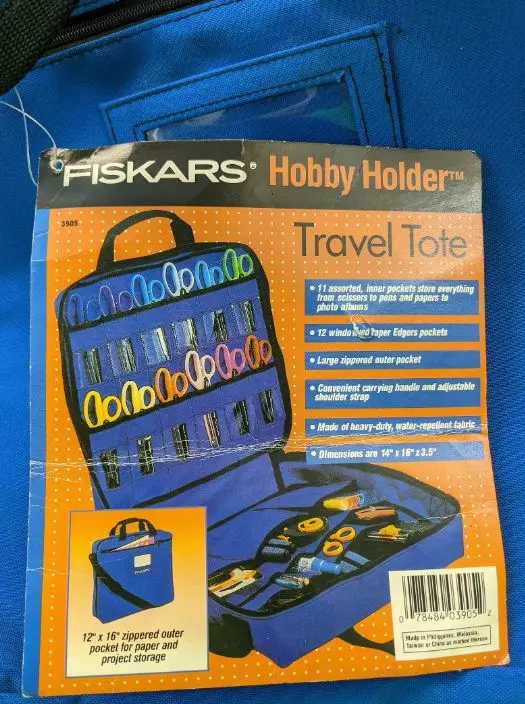 FISKARS® Hobby Holder™
3905
Travel Tote
• 11 assorted, inner pockets store everything
from scissors to pens and papers to
photo albums
• 12 windowed Paper Edgers pockets
• Large zippered outer pocket
• Convenient carrying handle and adjustable
shoulder strap
• Made of heavy-duty, water-repellent fabric
• Dimensions are 14" x 16" x 3.5"
FISKARS
12" x 16" zippered outer
pocket for paper and
project storage
0 78484 03905 2
Made in Philippines, Malaysia,
Taiwan or China as marked thereon.